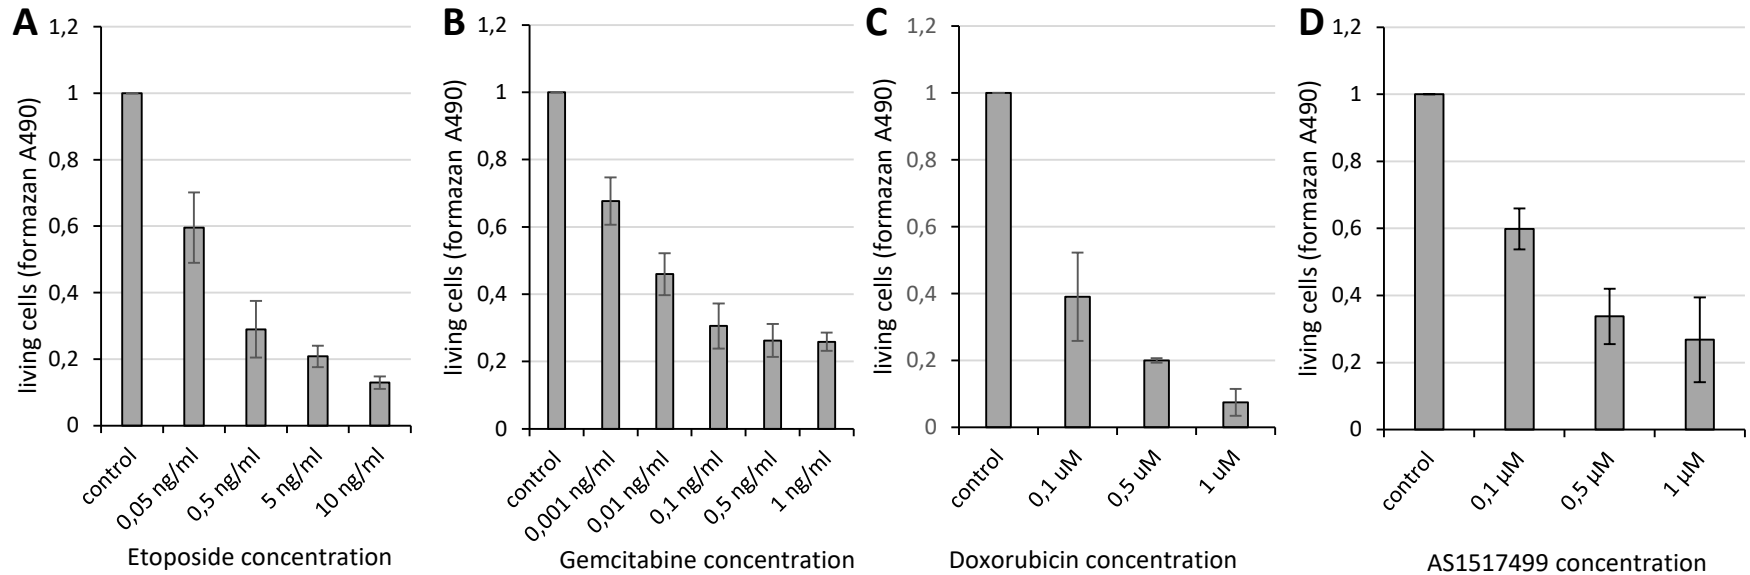 A
living cells (formazan A490)
1,2
1
0,8
0,6
0,4
0,2
0
control
0,05 ng/ml
0,5 ng/ml
5 ng/ml
10 ng/ml
Etoposide concentration
B
living cells (formazan A490)
1,2
1
0,8
0,6
0,4
0,2
0
control
0,001 ng/ml
0,01 ng/ml
0,1 ng/ml
0,5 ng/ml
1 ng/ml
Gemcitabine concentration
C
living cells (formazan A490)
1,2
1
0,8
0,6
0,4
0,2
0
control
0,1 uM
0,5 uM
1 uM
Doxorubicin concentration
D
living cells (formazan A490)
1,2
1
0,8
0,6
0,4
0,2
0
control
0,1 µM
0,5 µM
1 µM
AS1517499 concentration